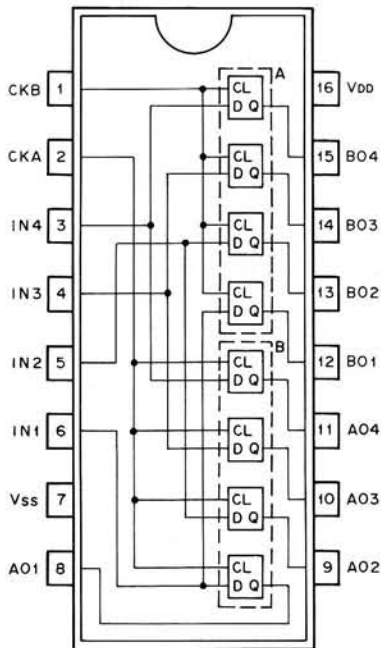 A
CKB 1 CL D Q 16 VDD
CKA 2 CL D Q 15 BO4
IN4 3 CL D Q 14 BO3
IN3 4 CL D Q 13 BO2
B
IN2 5 CL D Q 12 BO1
IN1 6 CL D Q 11 AO4
Vss 7 CL D Q 10 AO3
AO1 8 CL D Q 9 AO2